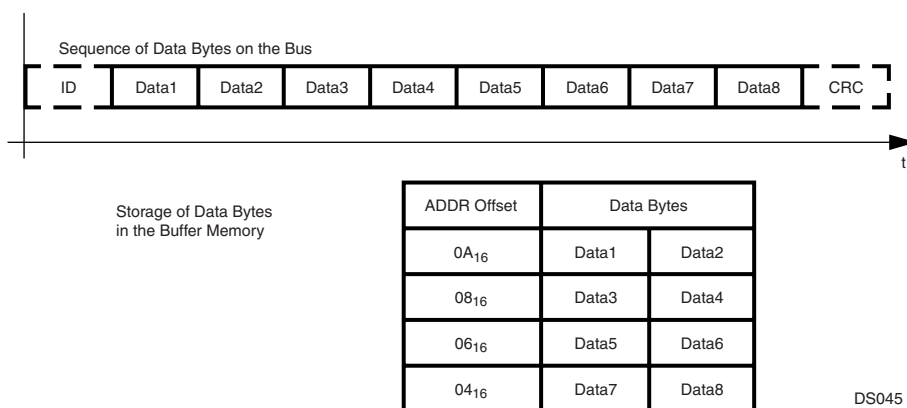 Sequence of Data Bytes on the Bus
ID Data1 Data2 Data3 Data4 Data5 Data6 Data7 Data8 CRC
t
Storage of Data Bytes
in the Buffer Memory
ADDR Offset Data Bytes
0A₁₆ Data1 Data2
08₁₆ Data3 Data4
06₁₆ Data5 Data6
04₁₆ Data7 Data8
DS045